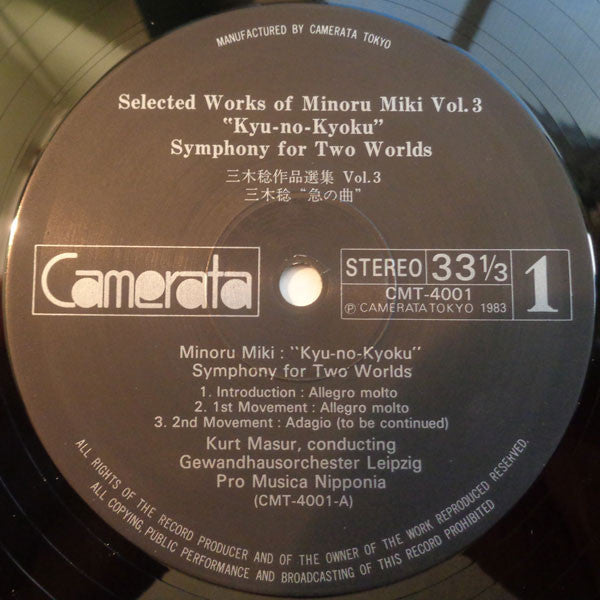 MANUFACTURED BY CAMERATA TOKYO
Selected Works of Minoru Miki Vol.3
"Kyu-no-Kyoku"
Symphony for Two Worlds
三木稔作品選集 Vol.3
三木稔 "急の曲"
Camerata
STEREO 33 1/3 1
CMT-4001
Ⓟ CAMERATA TOKYO 1983
Minoru Miki : "Kyu-no-Kyoku"
Symphony for Two Worlds
1. Introduction : Allegro molto
2. 1st Movement : Allegro molto
3. 2nd Movement : Adagio (to be continued)
Kurt Masur, conducting
Gewandhausorchester Leipzig
Pro Musica Nipponia
(CMT-4001-A)
ALL RIGHTS OF THE RECORD PRODUCER AND OF THE OWNER OF THE WORK REPRODUCED RESERVED.
ALL COPYING, PUBLIC PERFORMANCE AND BROADCASTING OF THIS RECORD PROHIBITED